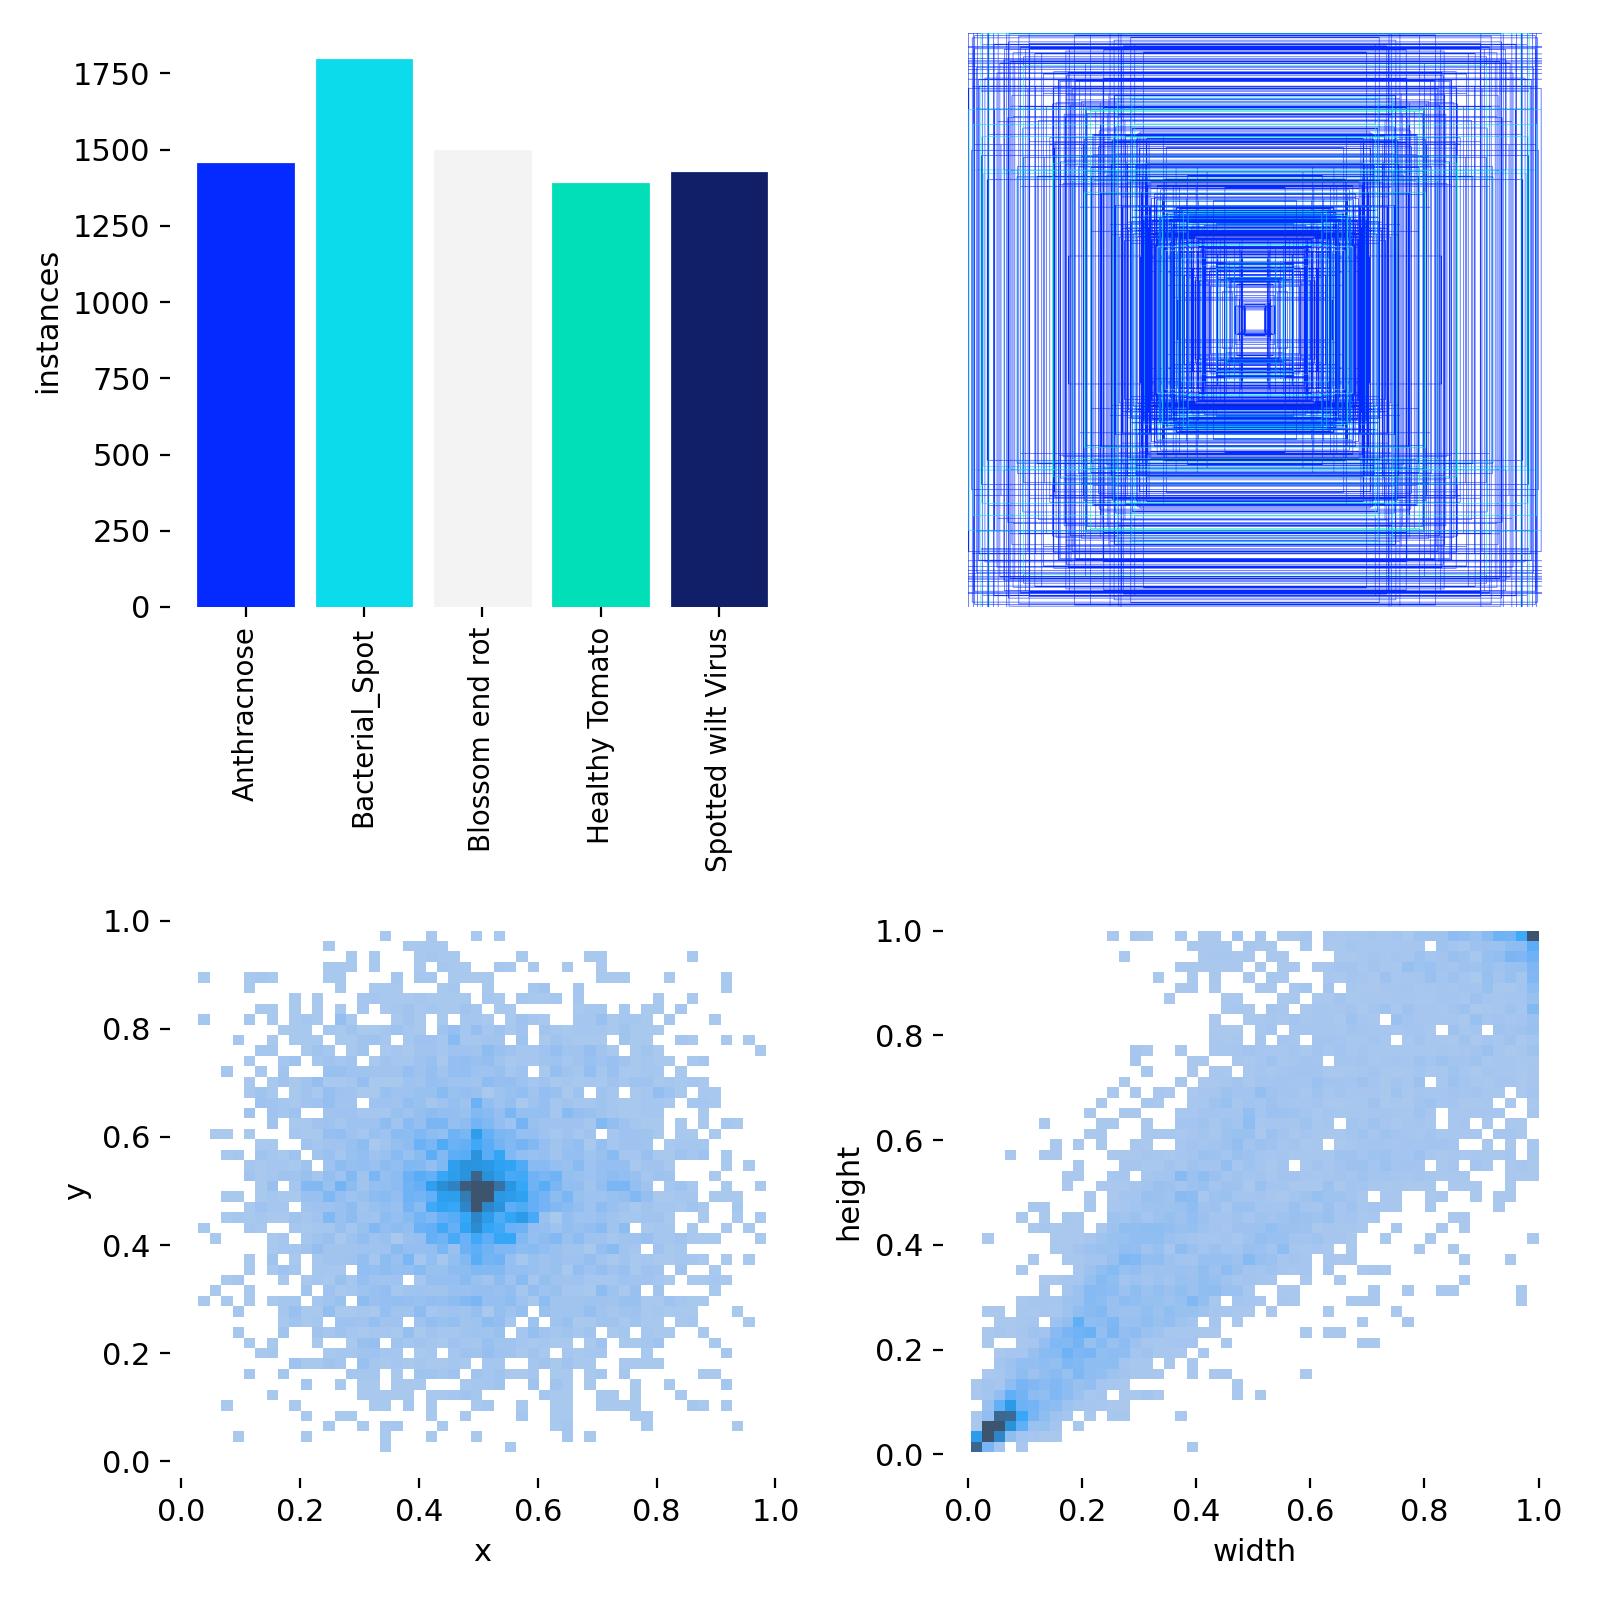 instances
1750
1500
1250
1000
750
500
250
0
Anthracnose
Bacterial_Spot
Blossom end rot
Healthy Tomato
Spotted wilt Virus
y
1.0
0.8
0.6
0.4
0.2
0.0
0.0 0.2 0.4 0.6 0.8 1.0
x
height
1.0
0.8
0.6
0.4
0.2
0.0
0.0 0.2 0.4 0.6 0.8 1.0
width